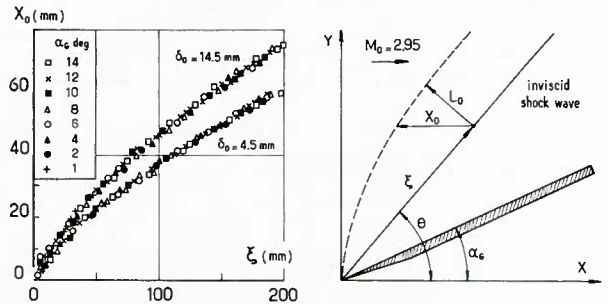 X₀ (mm)
80
60
40
20
0
α_G deg
□ 14
× 12
■ 10
△ 8
○ 6
▲ 4
● 2
+ 1
δ₀ = 14.5 mm
δ₀ = 4.5 mm
ξ (mm)
0 100 200
Y
M₀ = 2.95
L₀
X₀
inviscid
shock wave
ξ
θ
α_G
X